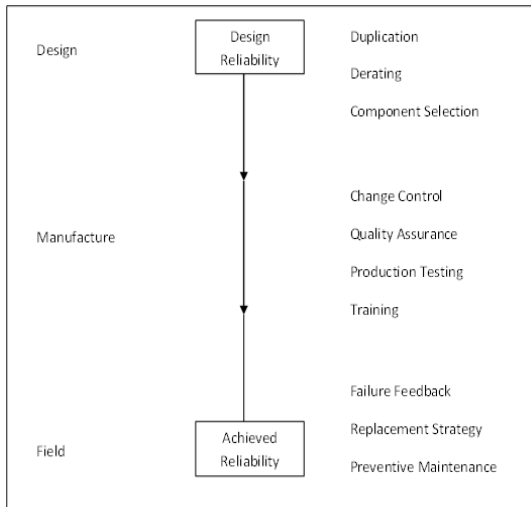 Design
Design
Reliability
Duplication
Derating
Component Selection
Manufacture
Change Control
Quality Assurance
Production Testing
Training
Field
Achieved
Reliability
Failure Feedback
Replacement Strategy
Preventive Maintenance